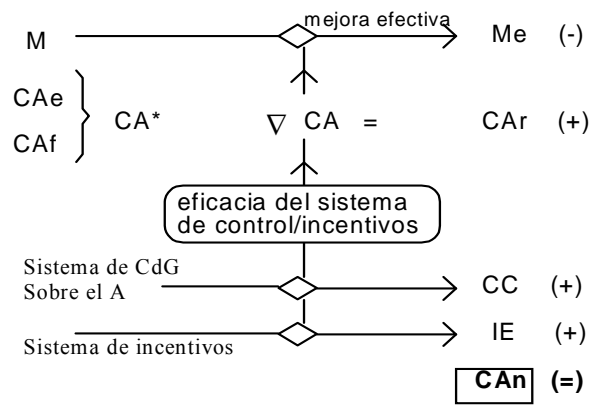 mejora efectiva
M Me (-)
CAe
CAf
CA* ∇ CA = CAr (+)
eficacia del sistema
de control/incentivos
Sistema de CdG
Sobre el A
CC (+)
IE (+)
Sistema de incentivos
CAn (=)